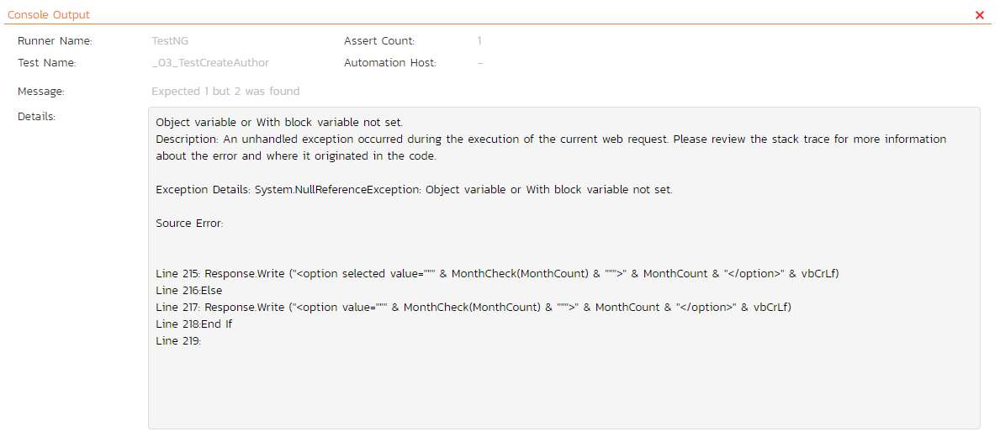 Console Output
Runner Name: TestNG Assert Count: 1
Test Name: _03_TestCreateAuthor Automation Host: -
Message: Expected 1 but 2 was found
Details:
Object variable or With block variable not set.
Description: An unhandled exception occurred during the execution of the current web request. Please review the stack trace for more information
about the error and where it originated in the code.
Exception Details: System.NullReferenceException: Object variable or With block variable not set.
Source Error:
Line 215: Response.Write ("<option selected value=""" & MonthCheck(MonthCount) & """>" & MonthCount & "</option>" & vbCrLf)
Line 216:Else
Line 217: Response.Write ("<option value=""" & MonthCheck(MonthCount) & """>" & MonthCount & "</option>" & vbCrLf)
Line 218:End If
Line 219: